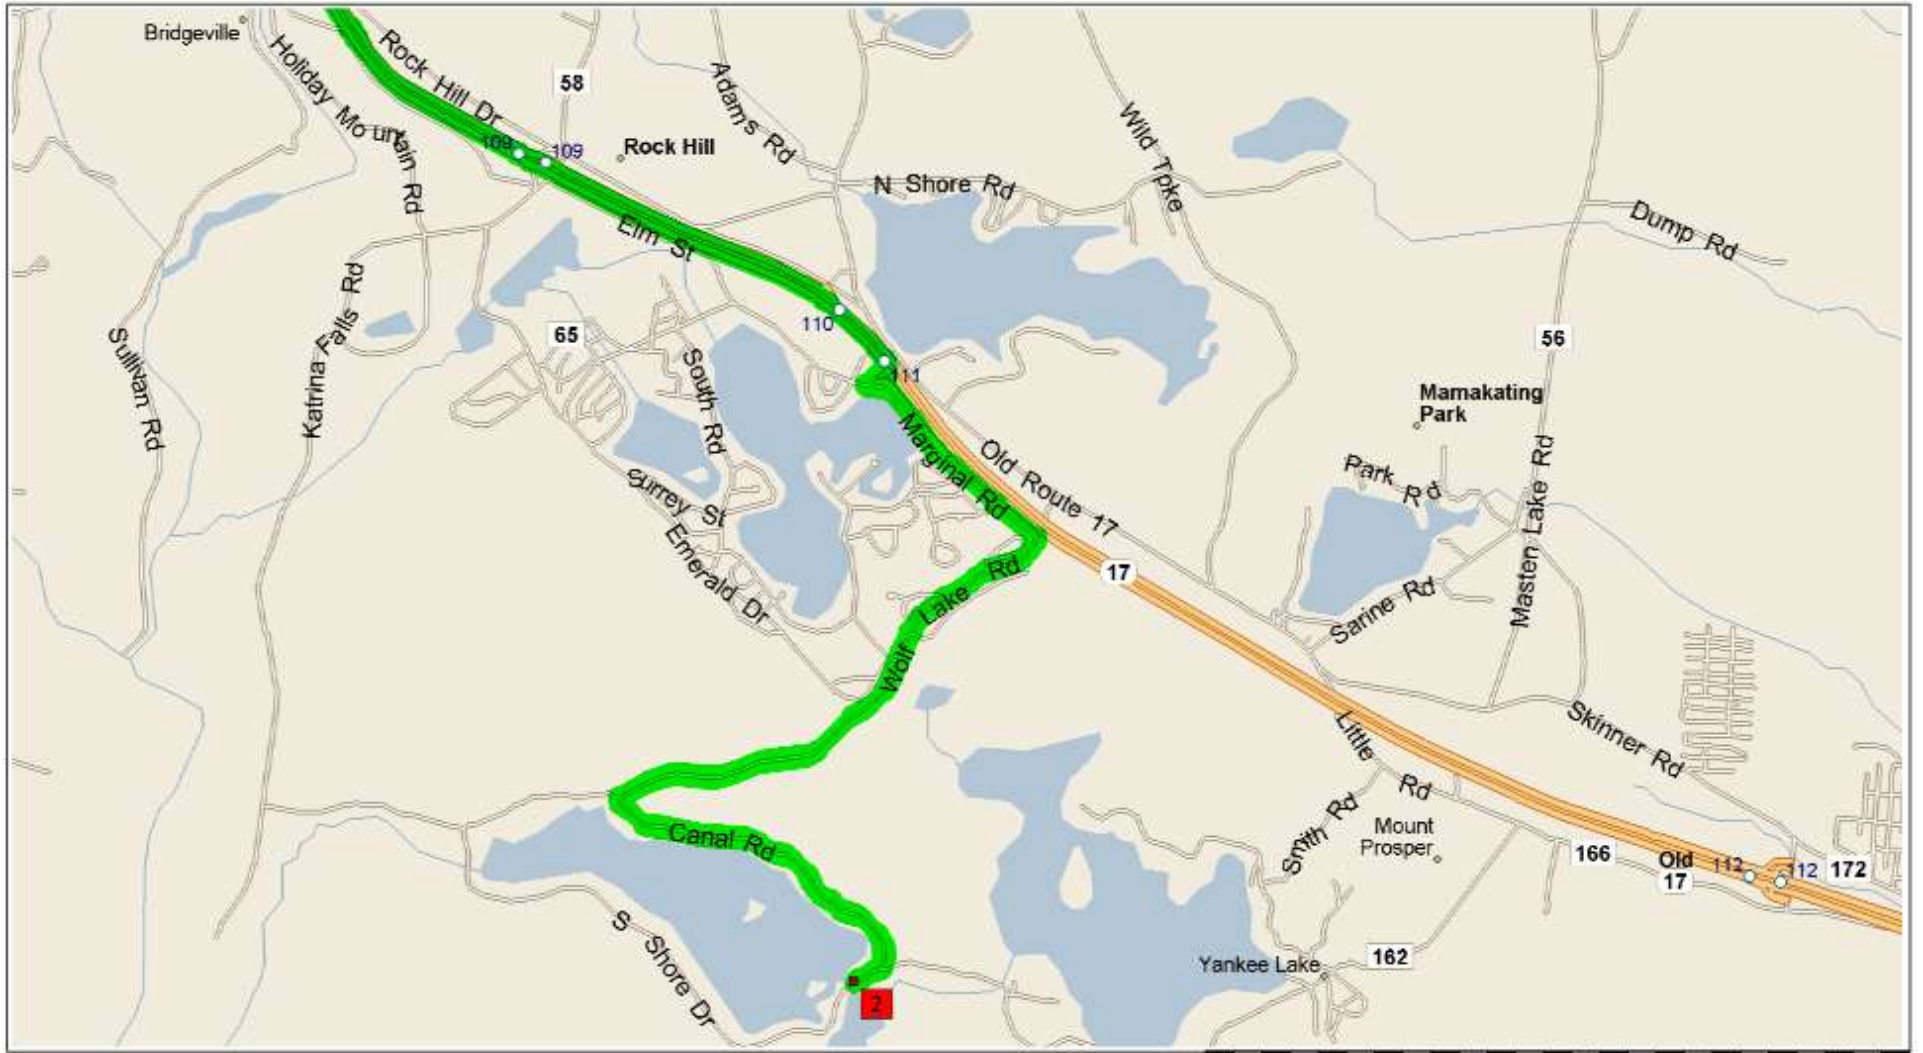 Bridgeville
Rock Hill Dr
Holiday Mountain Rd
58
Adams Rd
Wild Tpke
109
109
Rock Hill
N Shore Rd
Dump Rd
Elm St
Katrina Falls Rd
Sullivan Rd
65
110
111
South Rd
56
Mamakating
Park
Marginal Rd
Old Route 17
Park Rd
Masten Lake Rd
Surrey St
Emerald Dr
17
Sarine Rd
Wolf Lake Rd
Little Rd
Skinner Rd
Canal Rd
Smith Rd
Mount
Prosper
166
Old
17
112
112
172
S Shore Dr
Yankee Lake
162
2